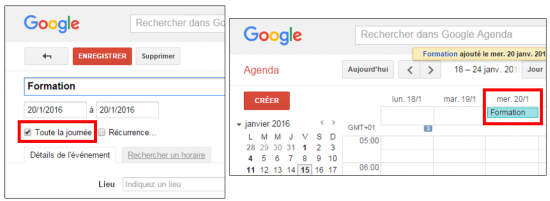 Google
Rechercher dans Go
ENREGISTRER
Supprimer
Formation
20/1/2016 à 20/1/2016
Toute la journée
Récurrence...
Détails de l'événement
Rechercher un horaire
Lieu
Indiquez un lieu
Google
Rechercher dans Google Agenda
Formation ajouté le mer. 20 janv. 201
Agenda
Aujourd'hui
18 – 24 janv. 201
Jour
CRÉER
lun. 18/1
mar. 19/1
mer. 20/1
Formation
janvier 2016
GMT+01
L M M J V S D
28 29 30 31 1 2 3
4 5 6 7 8 9 10
11 12 13 14 15 16 17
05:00
06:00